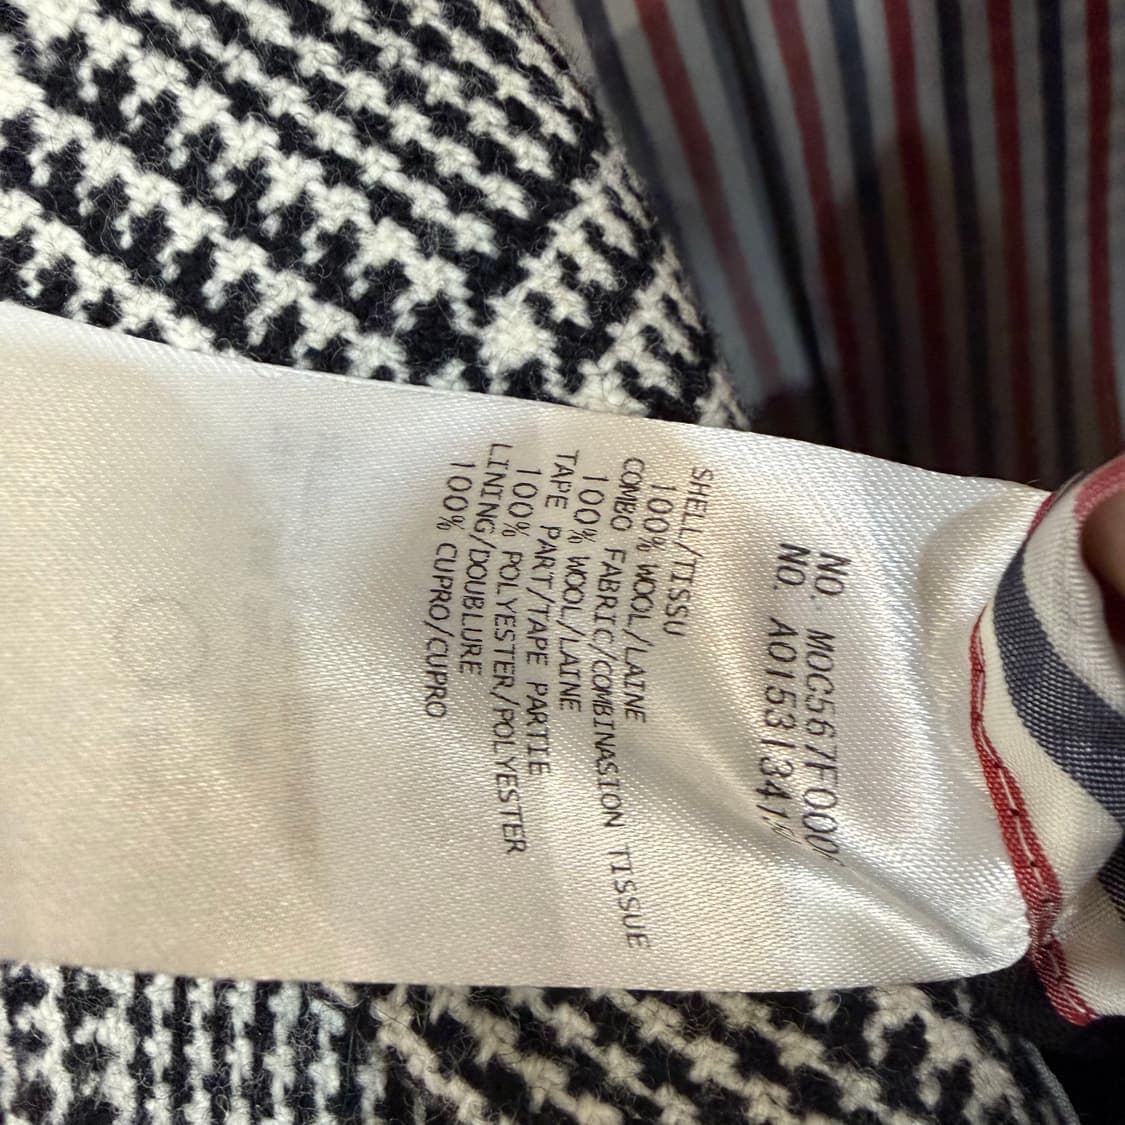 NO. MOC567F000
NO. A0153134
SHELL/TISSU
100% WOOL/LAINE
COMBO FABRIC/COMBINASION TISSUE
100% WOOL/LAINE
TAPE PART/TAPE PARTIE
100% POLYESTER/POLYESTER
LINING/DOUBLURE
100% CUPRO/CUPRO